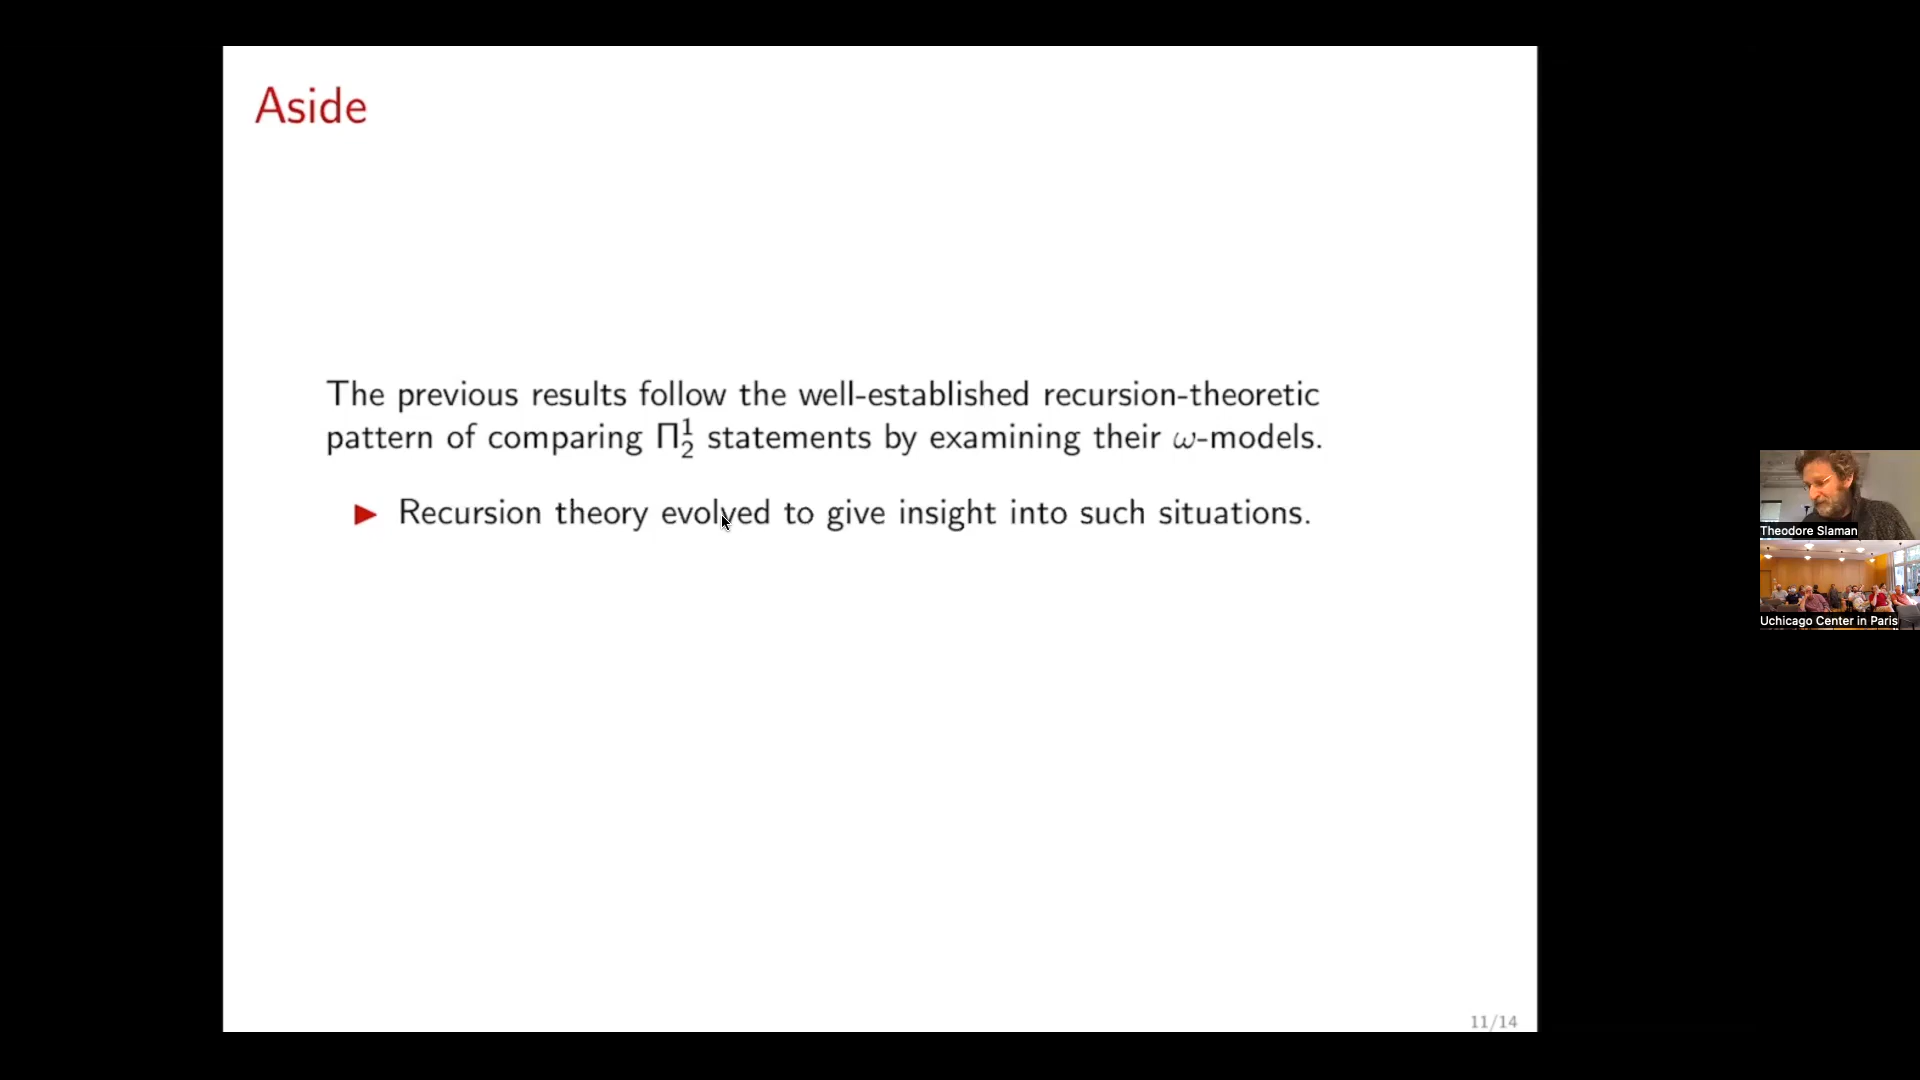 Aside
The previous results follow the well-established recursion-theoretic
pattern of comparing Π¹₂ statements by examining their ω-models.
▶ Recursion theory evolved to give insight into such situations.
Theodore Slaman
Uchicago Center in Paris
11/14